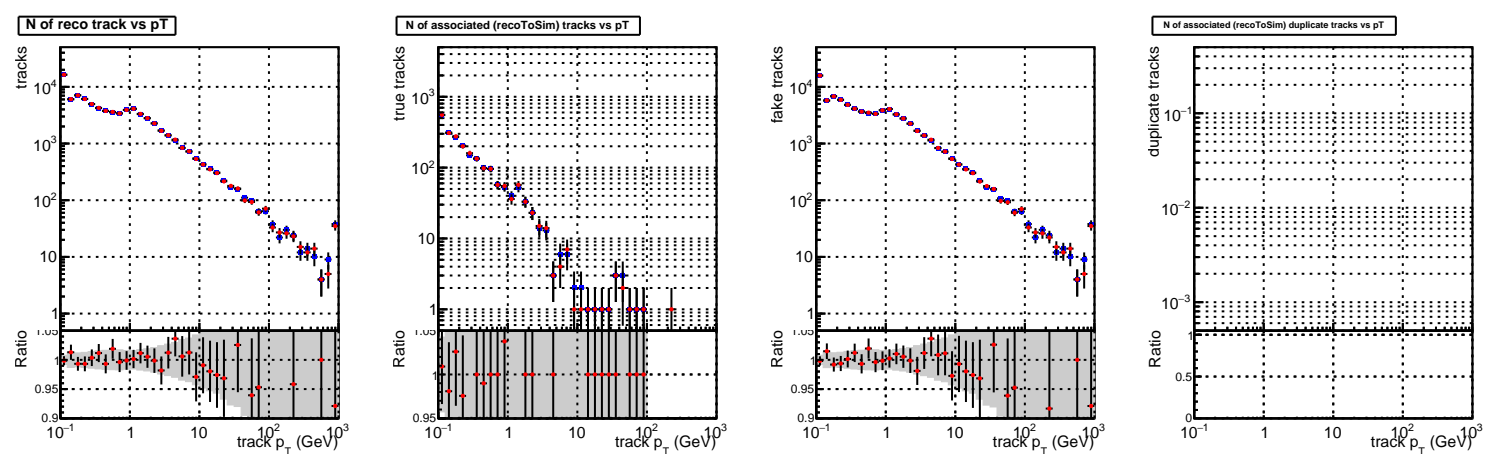 N of reco track vs pT
tracks
10⁴
10³
10²
10
1
Ratio
1.05
1
0.95
0.9
10⁻¹ 1 10 10² 10³
track p_T (GeV)
N of associated (recoToSim) tracks vs pT
true tracks
10³
10²
10
1
Ratio
1.05
1
0.95
10⁻¹ 1 10 10² 10³
track p_T (GeV)
fake tracks
10⁴
10³
10²
10
1
Ratio
1.05
1
0.95
0.9
10⁻¹ 1 10 10² 10³
track p_T (GeV)
N of associated (recoToSim) duplicate tracks vs pT
duplicate tracks
10⁻¹
10⁻²
10⁻³
Ratio
1
0.5
0
10⁻¹ 1 10 10² 10³
track p_T (GeV)